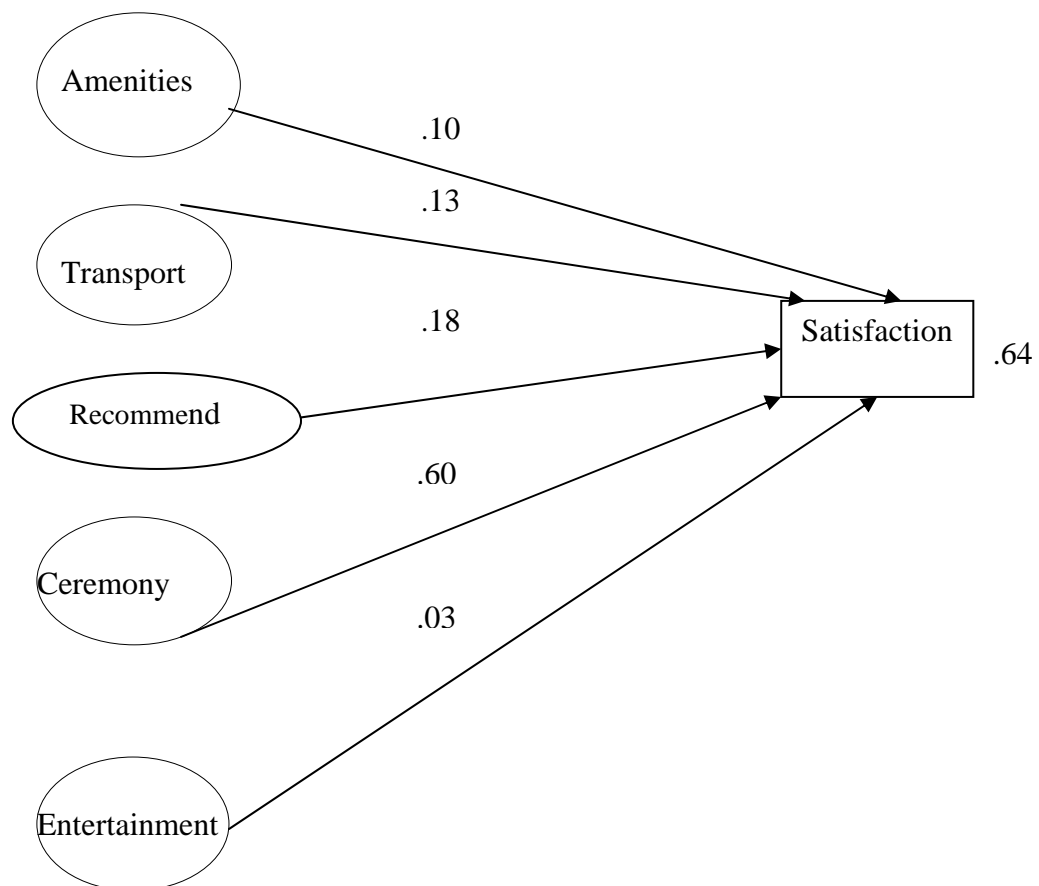 Amenities
.10
.13
Transport
.18
Satisfaction
.64
Recommend
.60
Ceremony
.03
Entertainment